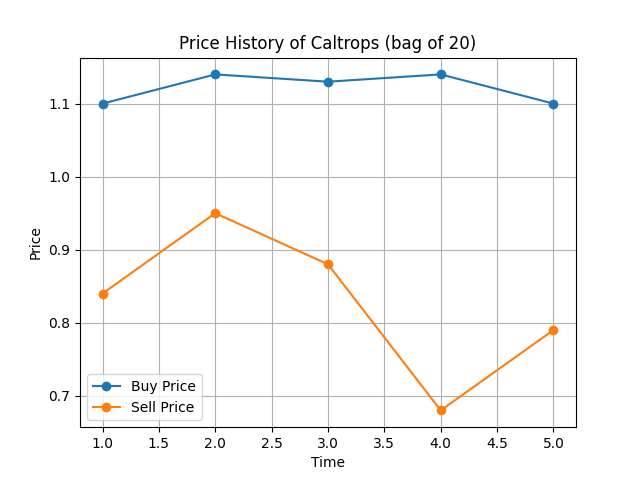 Price History of Caltrops (bag of 20)
Price
1.1
1.0
0.9
0.8
0.7
Buy Price
Sell Price
1.0 1.5 2.0 2.5 3.0 3.5 4.0 4.5 5.0
Time